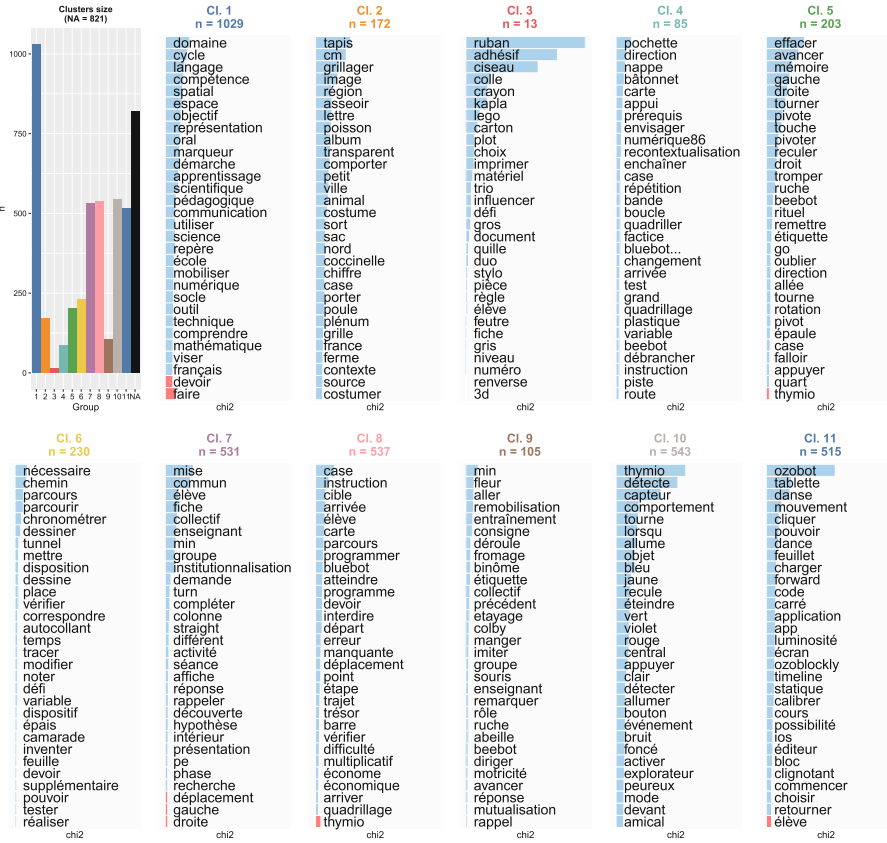 Clusters size
(NA = 821)
1000
750
500
250
0
n
1 2 3 4 5 6 7 8 9 10 11NA
Group
Cl. 1
n = 1029
domaine
cycle
langage
compétence
spatial
espace
objectif
représentation
oral
marqueur
démarche
apprentissage
scientifique
pédagogique
communication
utiliser
science
repère
école
mobiliser
numérique
socle
outil
technique
comprendre
mathématique
viser
français
devoir
faire
chi2
Cl. 2
n = 172
tapis
cm
grillager
image
région
asseoir
lettre
poisson
album
transparent
comporter
petit
ville
animal
costume
sort
sac
nord
coccinelle
chiffre
case
porter
poule
plénum
grille
france
ferme
contexte
source
costumer
chi2
Cl. 3
n = 13
ruban
adhésif
ciseau
colle
crayon
kapla
lego
carton
plot
choix
imprimer
matériel
trio
influencer
défi
gros
document
quille
duo
stylo
pièce
règle
élève
feutre
fiche
gris
niveau
numéro
renverse
3d
chi2
Cl. 4
n = 85
pochette
direction
nappe
bâtonnet
carte
appui
prérequis
envisager
numérique86
recontextualisation
enchaîner
case
répétition
bande
boucle
quadriller
factice
bluebot...
changement
arrivée
test
grand
quadrillage
plastique
variable
beebot
débrancher
instruction
piste
route
chi2
Cl. 5
n = 203
effacer
avancer
mémoire
gauche
droite
tourner
pivote
touche
pivoter
reculer
droit
tromper
ruche
beebot
rituel
remettre
étiquette
go
oublier
direction
allée
tourne
rotation
pivot
épaule
case
falloir
appuyer
quart
thymio
chi2
Cl. 6
n = 230
nécessaire
chemin
parcours
parcourir
chronométrer
dessiner
tunnel
mettre
disposition
dessine
place
vérifier
correspondre
autocollant
temps
tracer
modifier
noter
défi
variable
dispositif
épais
camarade
inventer
feuille
devoir
supplémentaire
pouvoir
tester
réaliser
chi2
Cl. 7
n = 531
mise
commun
élève
fiche
collectif
enseignant
min
groupe
institutionnalisation
demande
turn
compléter
colonne
straight
différent
activité
séance
affiche
réponse
rappeler
découverte
hypothèse
intérieur
présentation
pe
phase
recherche
déplacement
gauche
droite
chi2
Cl. 8
n = 537
case
instruction
cible
arrivée
élève
carte
parcours
programmer
bluebot
atteindre
programme
devoir
interdire
départ
erreur
manquante
déplacement
point
étape
trajet
trésor
barre
vérifier
difficulté
multiplicatif
économe
économique
arriver
quadrillage
thymio
chi2
Cl. 9
n = 105
min
fleur
aller
remobilisation
entraînement
consigne
déroule
fromage
binôme
étiquette
collectif
précédent
etayage
colby
manger
imiter
groupe
souris
enseignant
remarquer
rôle
ruche
abeille
beebot
diriger
motricité
avancer
réponse
mutualisation
rappel
chi2
Cl. 10
n = 543
thymio
détecte
capteur
comportement
tourne
lorsqu
allume
objet
bleu
jaune
recule
éteindre
vert
violet
rouge
central
appuyer
clair
détecter
allumer
bouton
événement
bruit
foncé
activer
explorateur
peureux
mode
devant
amical
chi2
Cl. 11
n = 515
ozobot
tablette
danse
mouvement
cliquer
pouvoir
dance
feuillet
charger
forward
code
carré
application
app
luminosité
écran
ozoblockly
timeline
statique
calibrer
cours
possibilité
ios
éditeur
bloc
clignotant
commencer
choisir
retourner
élève
chi2